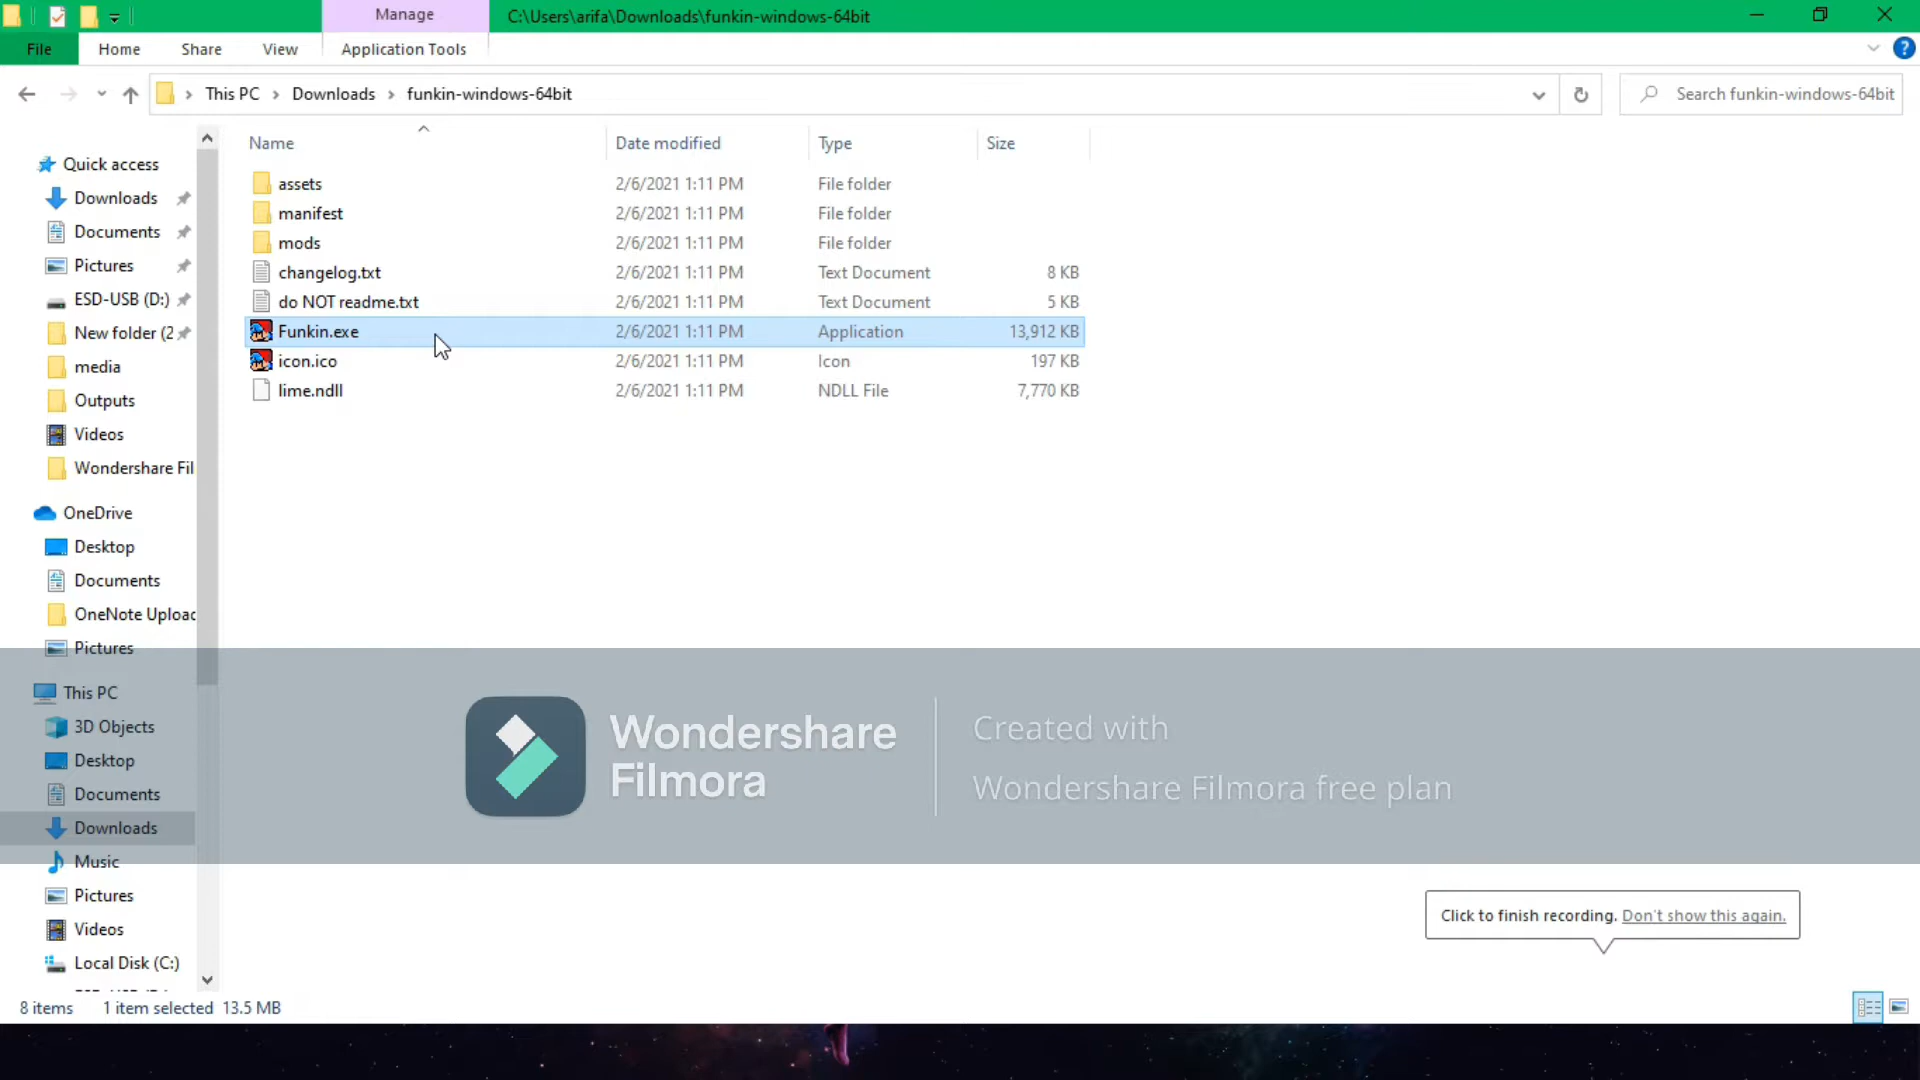 Manage
C:\Users\arifa\Downloads\funkin-windows-64bit
File Home Share View Application Tools
This PC Downloads funkin-windows-64bit
Search funkin-windows-64bit
Name Date modified Type Size
Quick access
Downloads
Documents
Pictures
ESD-USB (D:)
New folder (2
media
Outputs
Videos
Wondershare Fil
OneDrive
Desktop
Documents
OneNote Uploac
Pictures
This PC
3D Objects
Desktop
Documents
Downloads
Music
Pictures
Videos
Local Disk (C:)
assets 2/6/2021 1:11 PM File folder
manifest 2/6/2021 1:11 PM File folder
mods 2/6/2021 1:11 PM File folder
changelog.txt 2/6/2021 1:11 PM Text Document 8 KB
do NOT readme.txt 2/6/2021 1:11 PM Text Document 5 KB
Funkin.exe 2/6/2021 1:11 PM Application 13,912 KB
icon.ico 2/6/2021 1:11 PM Icon 197 KB
lime.ndll 2/6/2021 1:11 PM NDLL File 7,770 KB
Wondershare
Filmora
Created with
Wondershare Filmora free plan
Click to finish recording. Don't show this again.
8 items 1 item selected 13.5 MB